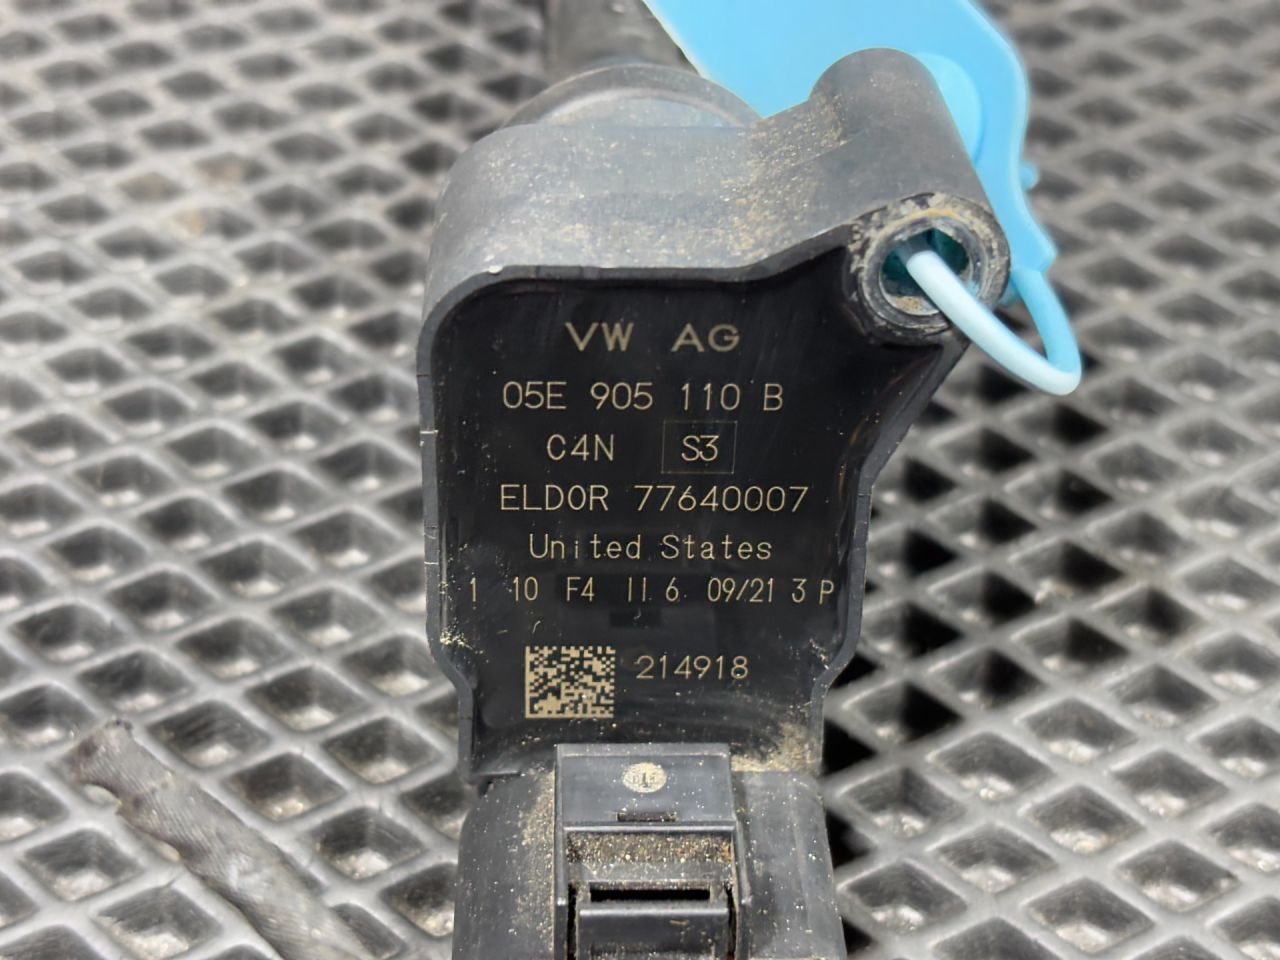 VW AG
05E 905 110 B
C4N S3
ELDOR 77640007
United States
1 10 F4 II 6 09/21 3 P
214918